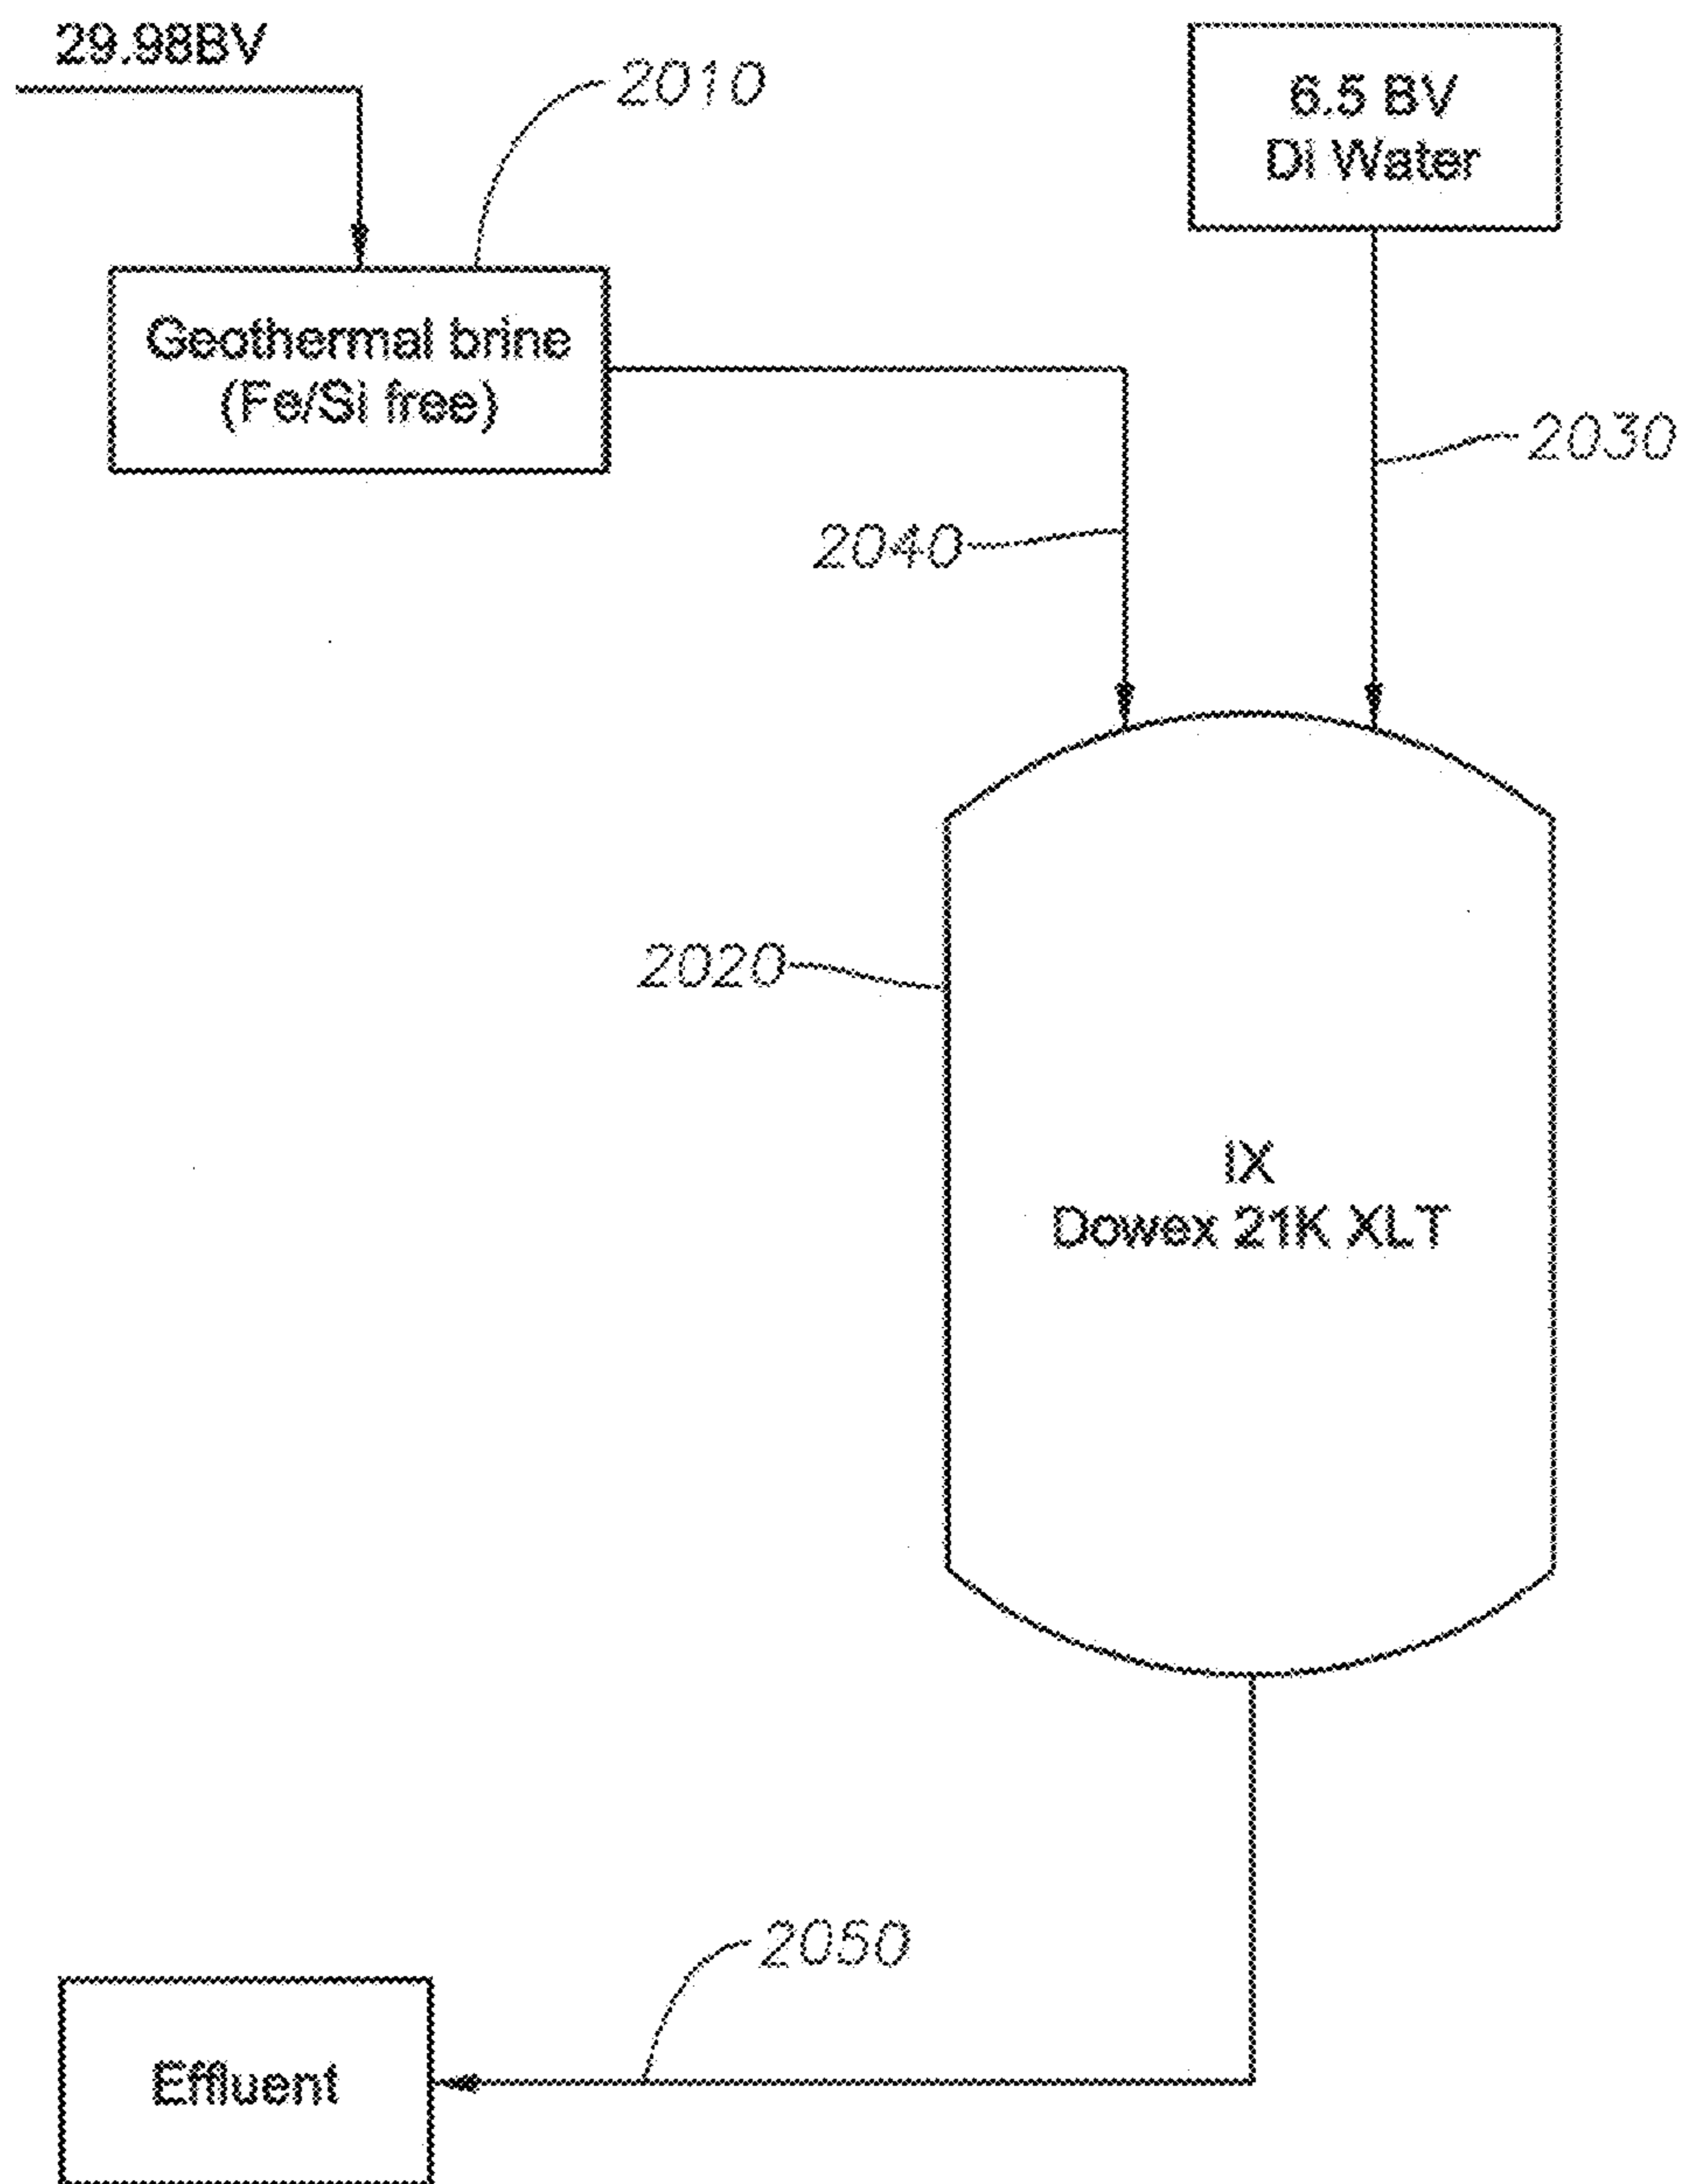 29.98BV
2010
6.5 BV
Di Water
Geothermal brine
(Fe/Si free)
2030
2040
2020
IX
Dowex 21K XLT
2050
Effluent